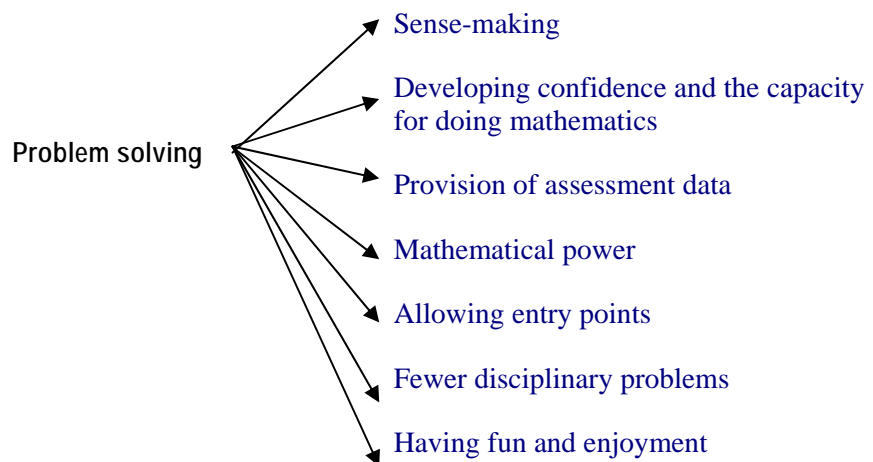 Sense-making
Developing confidence and the capacity
for doing mathematics
Problem solving
Provision of assessment data
Mathematical power
Allowing entry points
Fewer disciplinary problems
Having fun and enjoyment